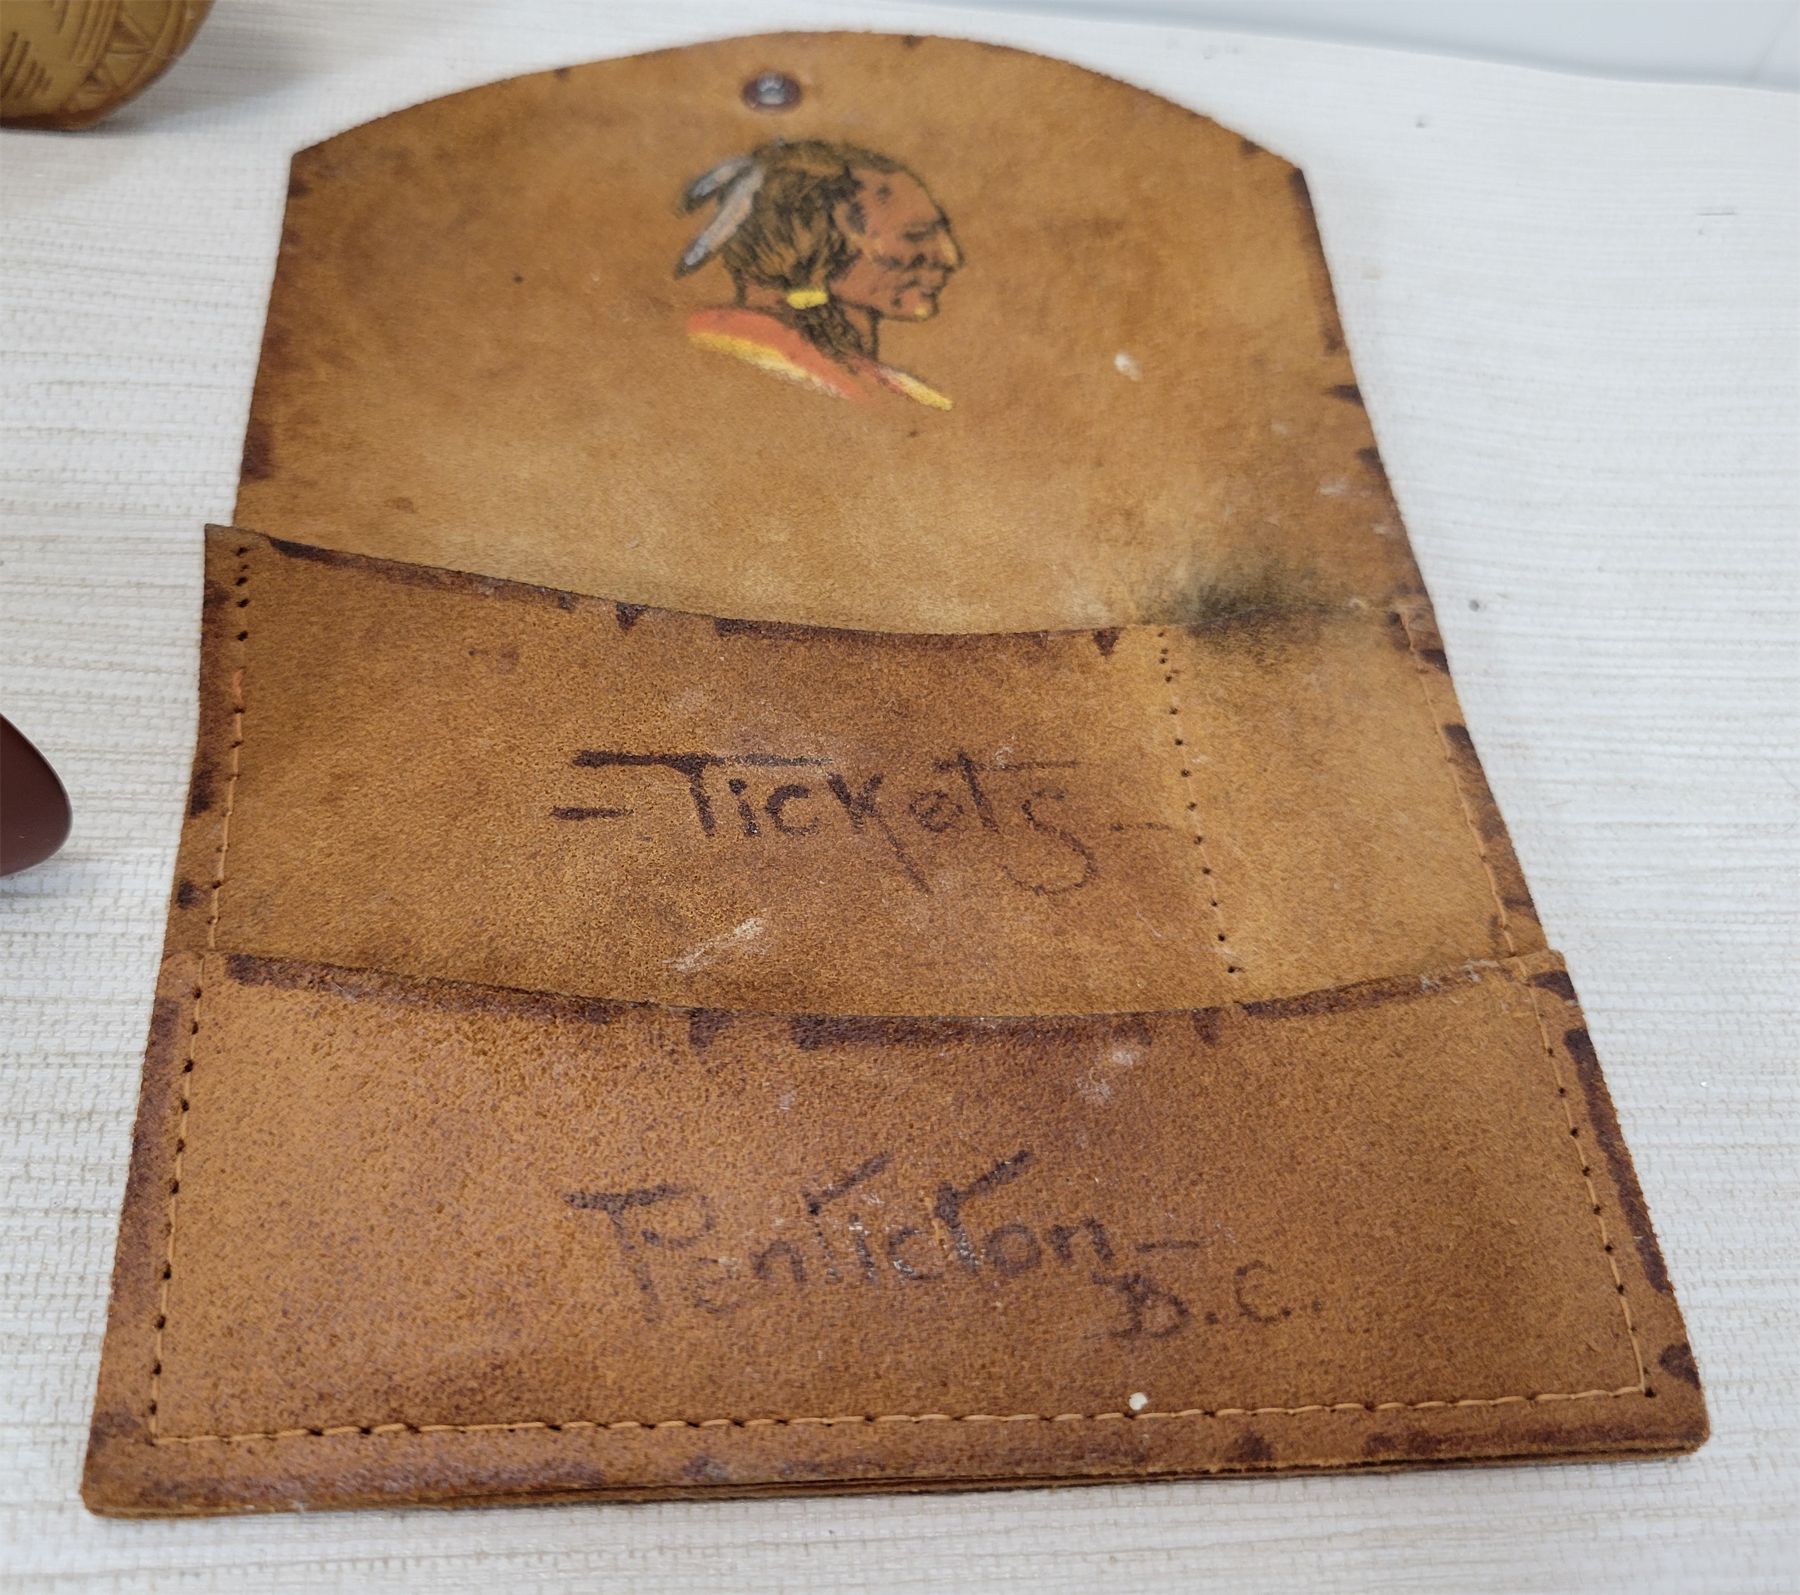 - Tickets -
Penticton -
B.C.